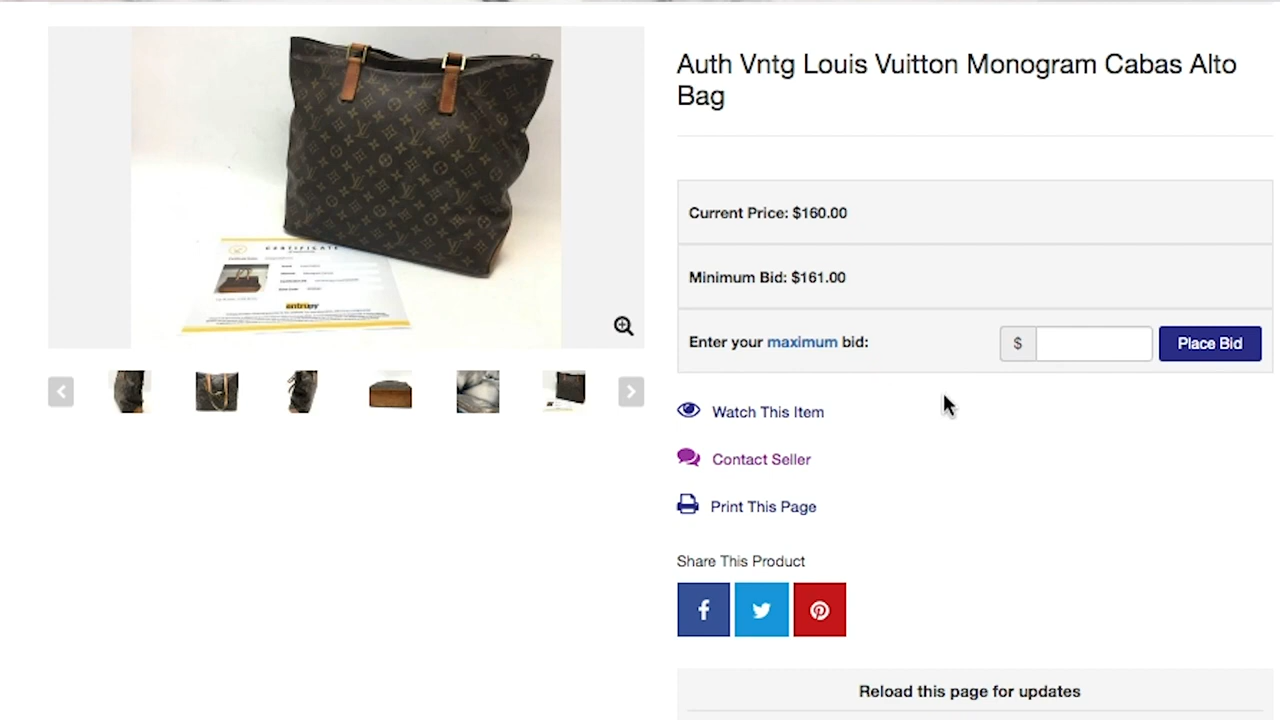 Auth Vntg Louis Vuitton Monogram Cabas Alto
Bag
Current Price: $160.00
Minimum Bid: $161.00
Enter your maximum bid:
$
Place Bid
Watch This Item
Contact Seller
Print This Page
Share This Product
Reload this page for updates
CERTIFICATE
entrupy